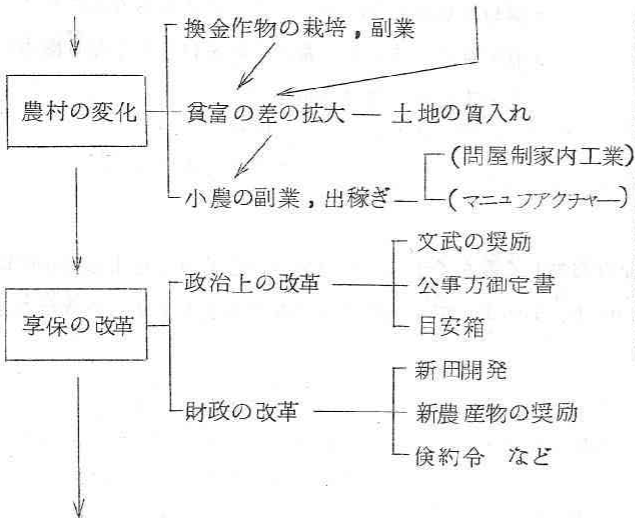 換金作物の栽培,副業
農村の変化
貧富の差の拡大
土地の質入れ
(問屋制家内工業)
小農の副業,出稼ぎ
(マニュファクチャー)
文武の奨励
政治上の改革
公事方御定書
享保の改革
目安箱
新田開発
財政の改革
新農産物の奨励
倹約令 など